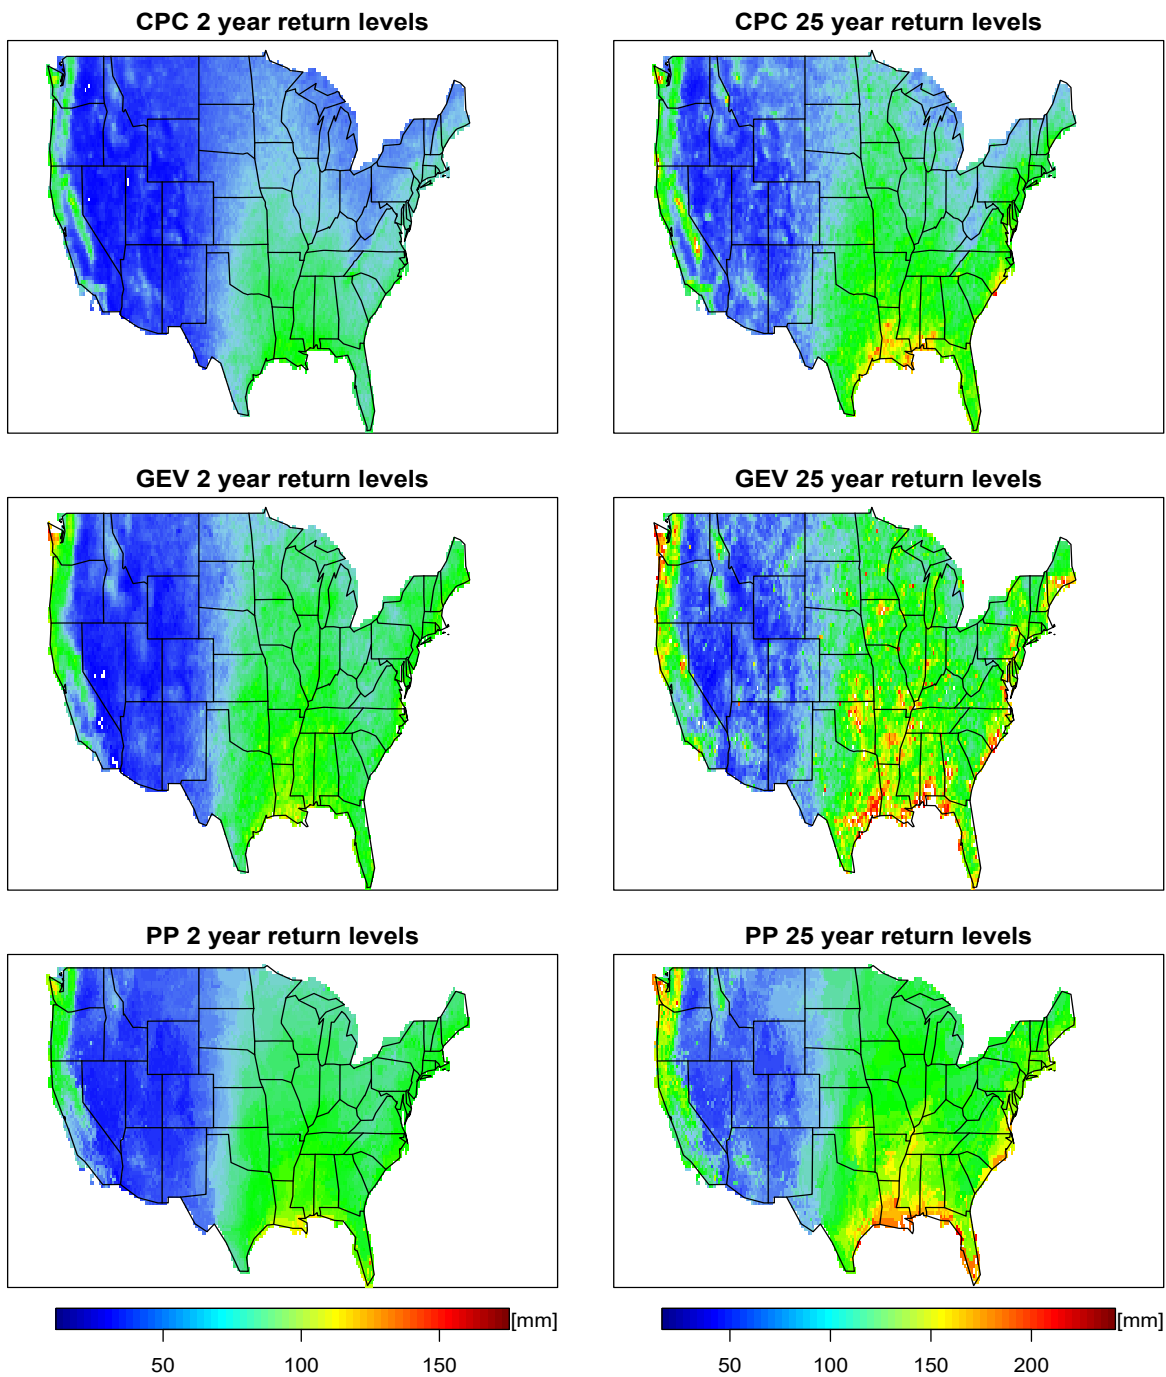 CPC 2 year return levels
CPC 25 year return levels
GEV 2 year return levels
GEV 25 year return levels
PP 2 year return levels
PP 25 year return levels
[mm]
50 100 150
[mm]
50 100 150 200